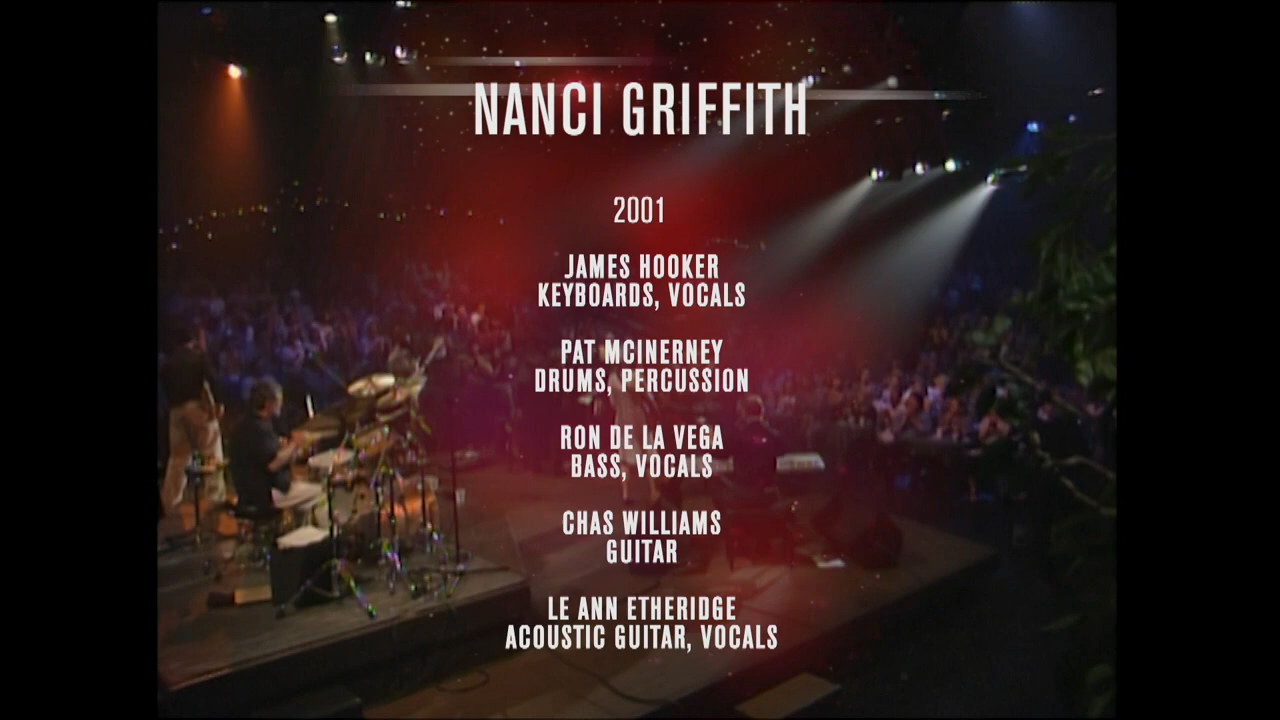 NANCI GRIFFITH
2001
JAMES HOOKER
KEYBOARDS, VOCALS
PAT MCINERNEY
DRUMS, PERCUSSION
RON DE LA VEGA
BASS, VOCALS
CHAS WILLIAMS
GUITAR
LE ANN ETHERIDGE
ACOUSTIC GUITAR, VOCALS